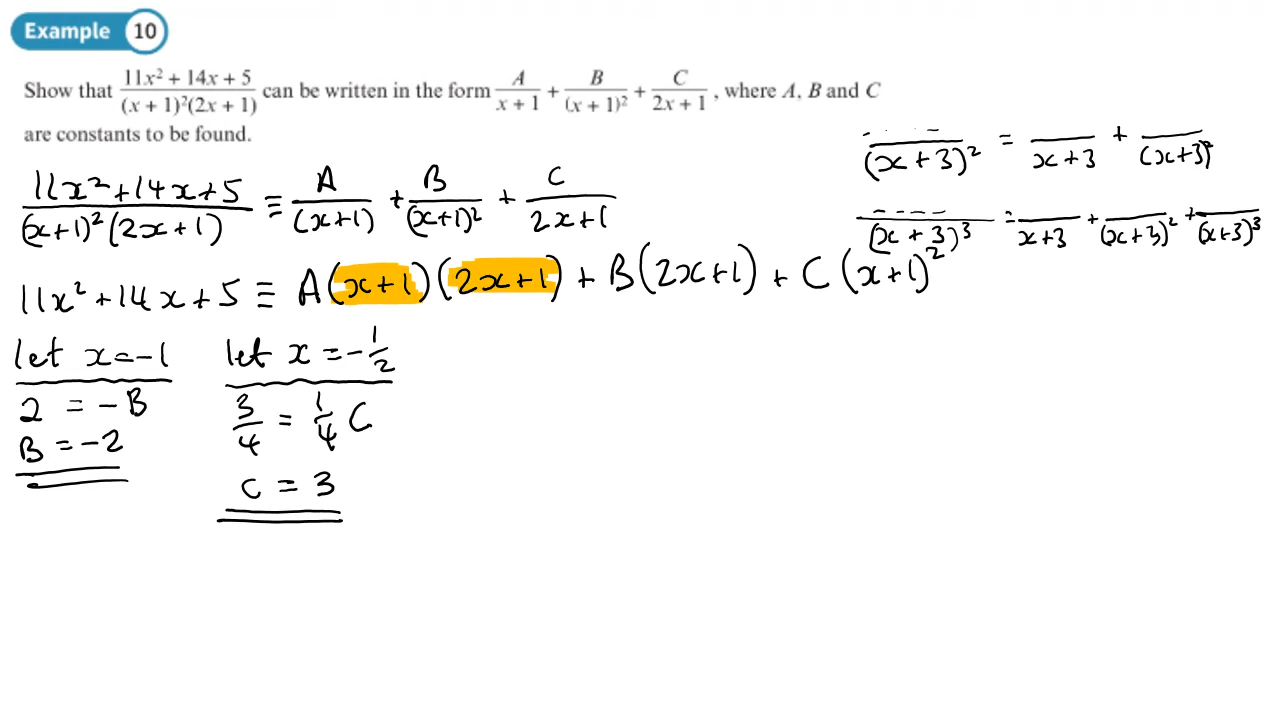 Example 10
Show that (11x² + 14x + 5)/((x + 1)²(2x + 1)) can be written in the form A/(x + 1) + B/(x + 1)² + C/(2x + 1), where A, B and C
are constants to be found.
----/(x+3)² = /(x+3) + /(x+3)²
(11x²+14x+5)/((x+1)²(2x+1)) ≡ A/(x+1) + B/(x+1)² + C/(2x+1)
----/(x+3)³ = /(x+3) + /(x+3)² + /(x+3)³
11x²+14x+5 ≡ A(x+1)(2x+1) + B(2x+1) + C(x+1)²
let x=-1
2 = -B
B = -2
let x = -1/2
3/4 = 1/4 C
C = 3